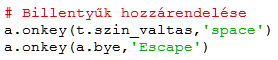 # Billentyűk hozzárendelése
a.onkey(t.szin_valtas,'space')
a.onkey(a.bye,'Escape')